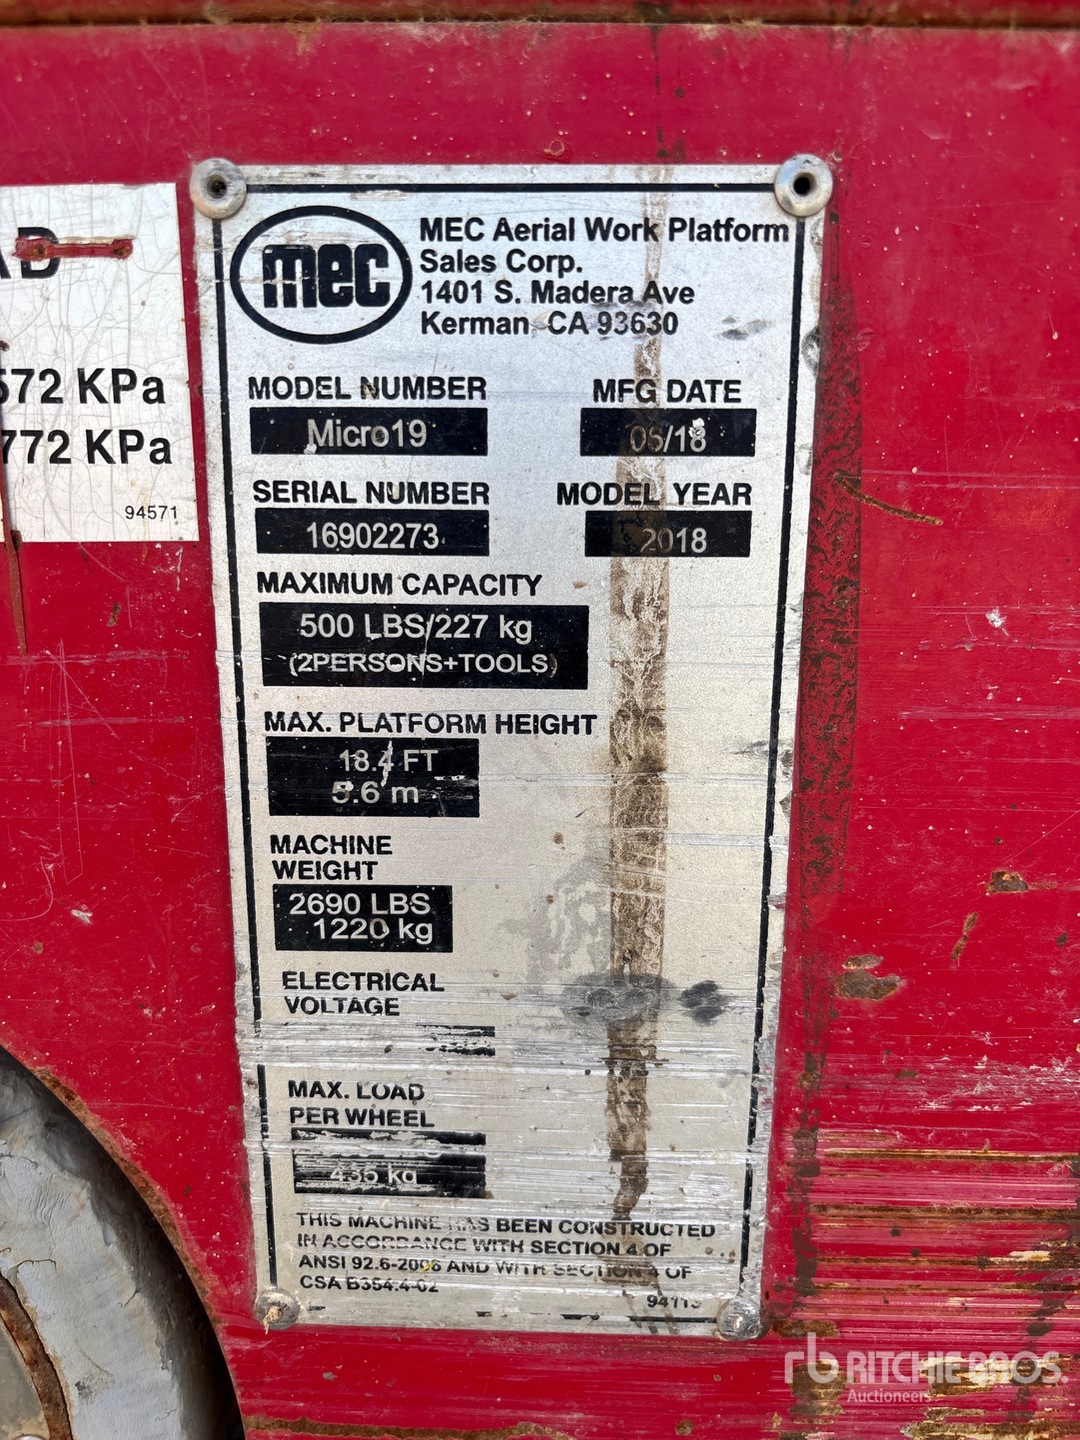 572 KPa
772 KPa
94571
mec
MEC Aerial Work Platform
Sales Corp.
1401 S. Madera Ave
Kerman CA 93630
MODEL NUMBER
Micro19
MFG DATE
06/18
SERIAL NUMBER
16902273
MODEL YEAR
2018
MAXIMUM CAPACITY
500 LBS/227 kg
(2PERSONS+TOOLS)
MAX. PLATFORM HEIGHT
18.4 FT
5.6 m
MACHINE
WEIGHT
2690 LBS
1220 kg
ELECTRICAL
VOLTAGE
MAX. LOAD
PER WHEEL
435 kg
THIS MACHINE HAS BEEN CONSTRUCTED
IN ACCORDANCE WITH SECTION 4 OF
ANSI 92.6-2006 AND WITH SECTION 4 OF
CSA B354.4-02
94113
rb RITCHIE BROS.
Auctioneers